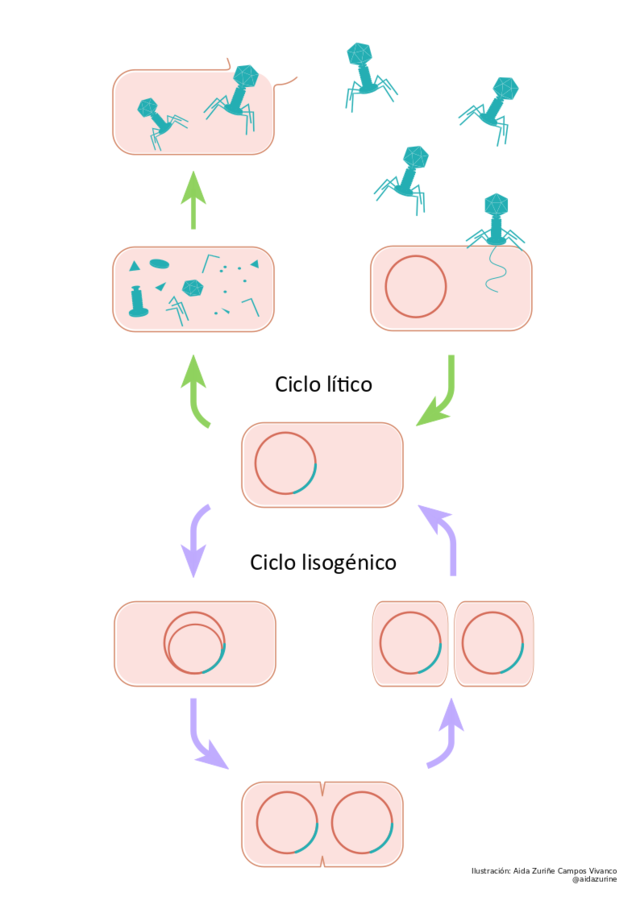 Ciclo lítico
Ciclo lisogénico
Ilustración: Aida Zuriñe Campos Vivanco
@aidazurine